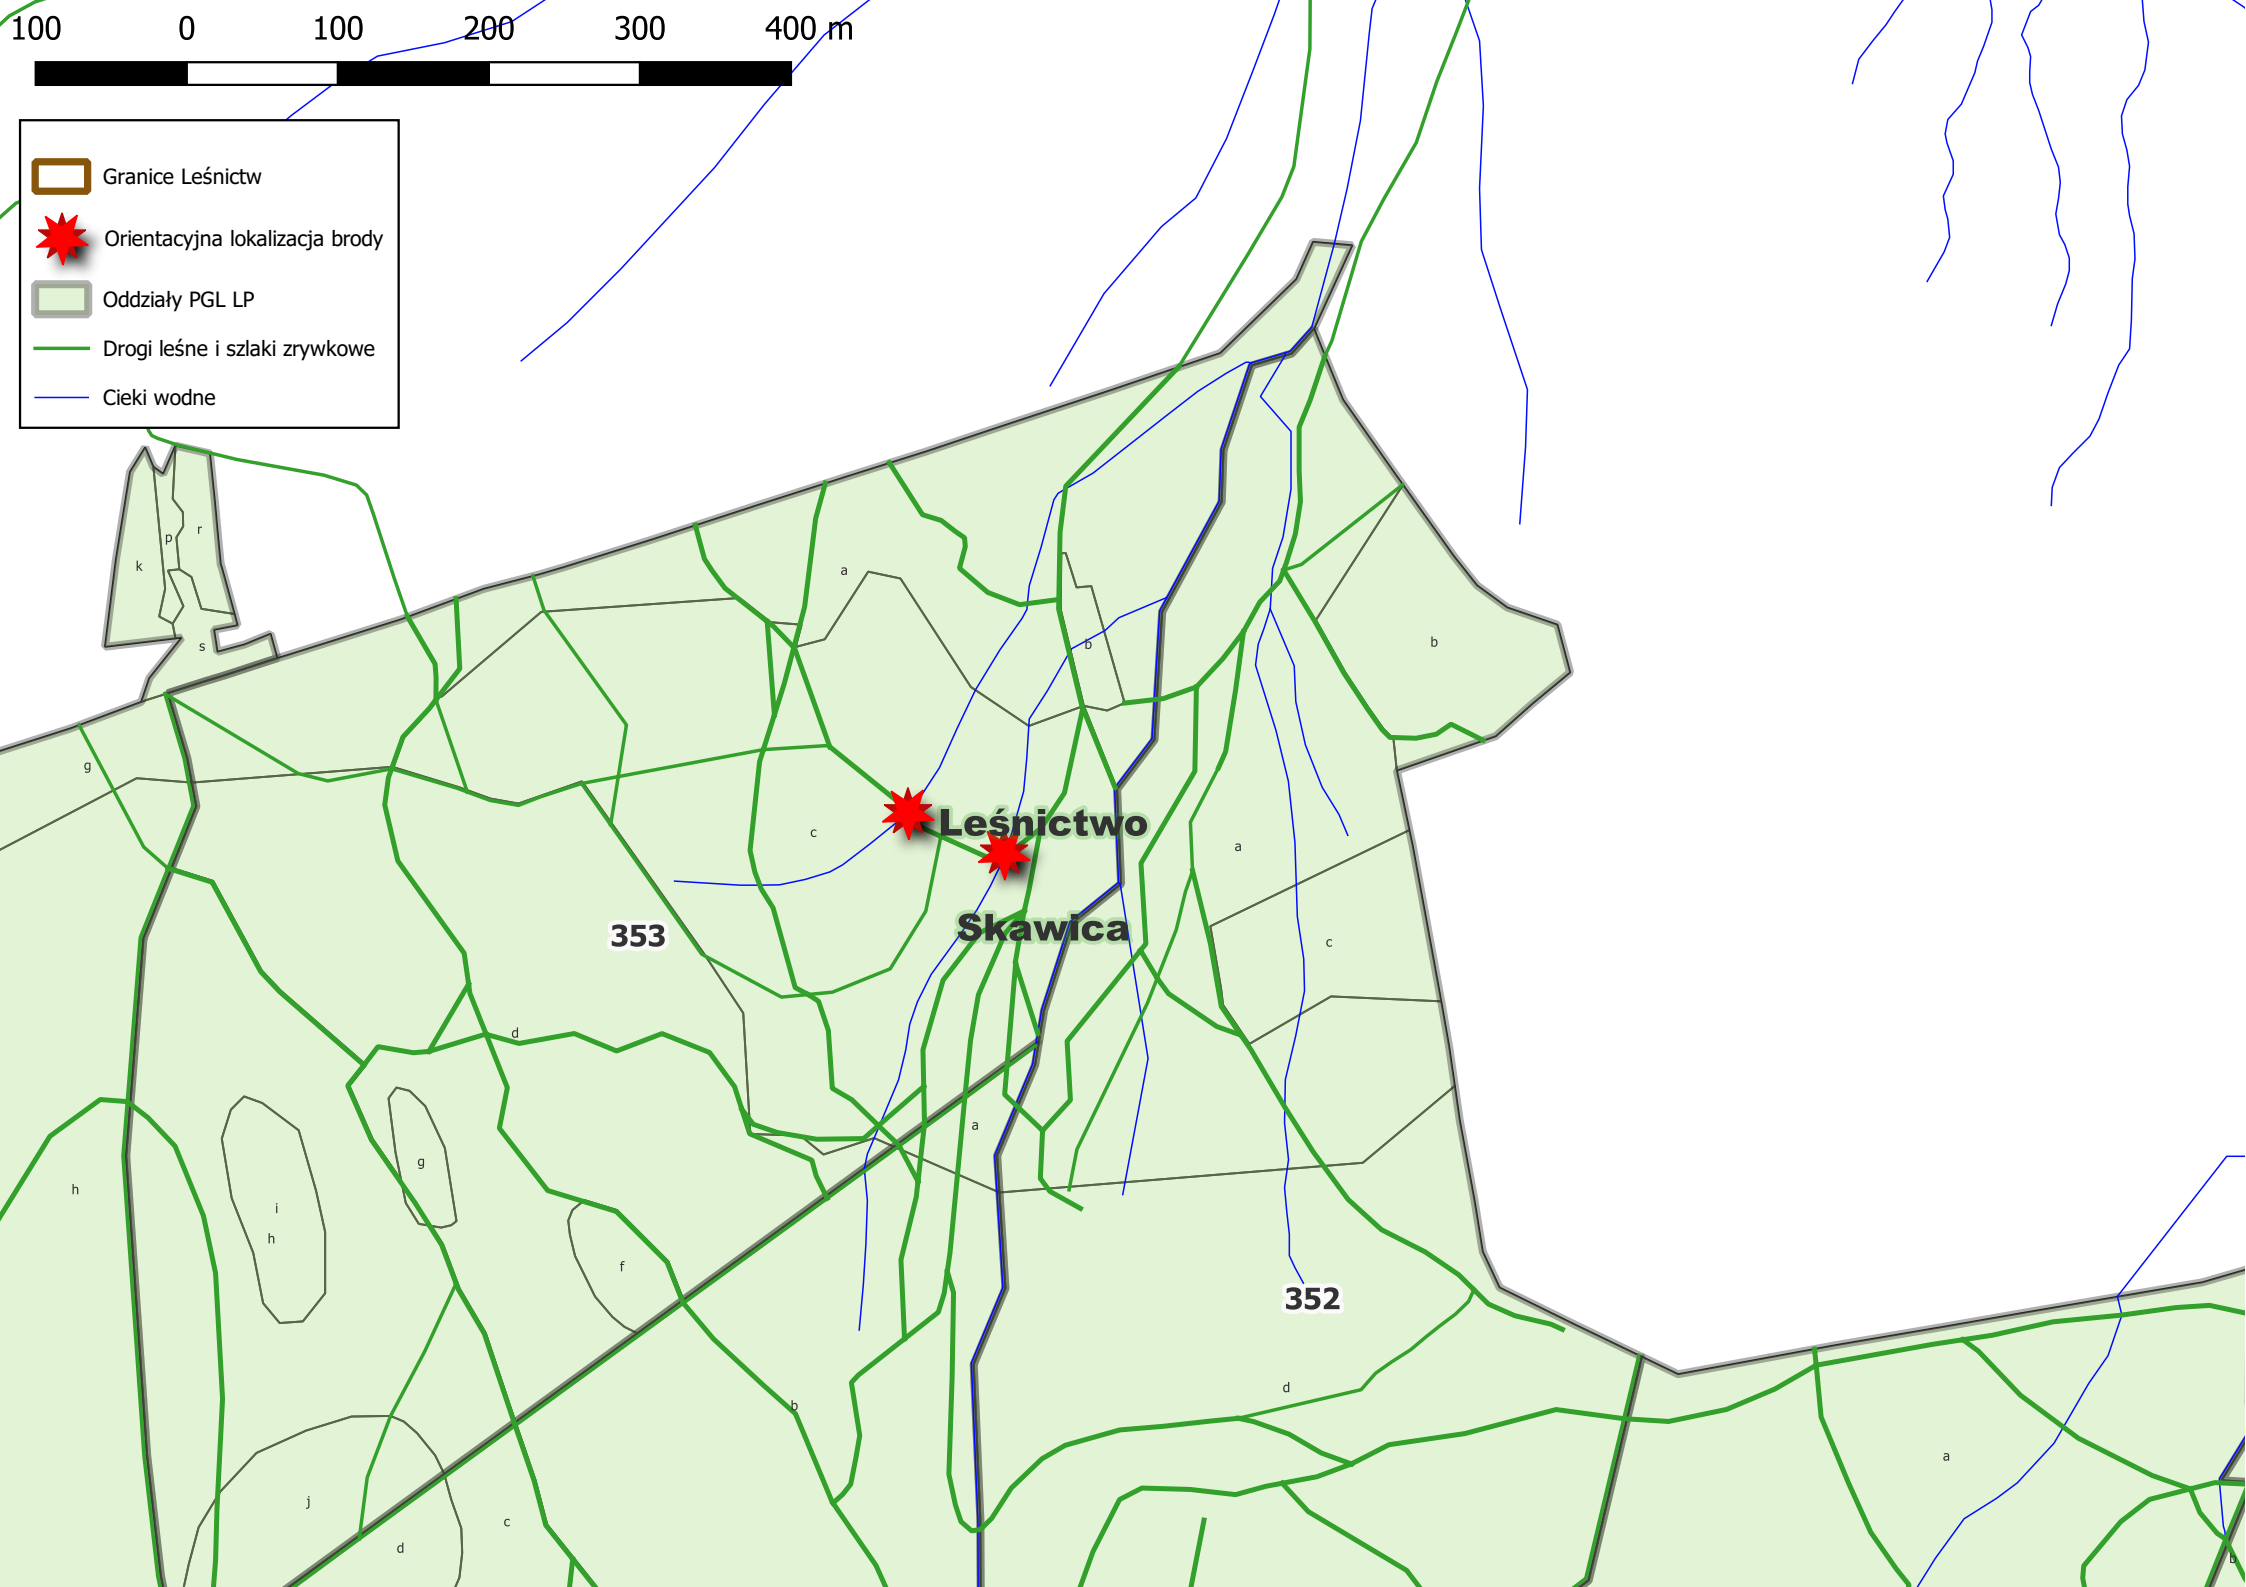 100 0 100 200 300 400 m
Granice Leśnictw
Orientacyjna lokalizacja brody
Oddziały PGL LP
Drogi leśne i szlaki zrywkowe
Cieki wodne
r
p
k
a
s
b
b
g
Leśnictwo
c
a
353
Skawica
c
d
a
g
h
i
h
f
352
d
b
a
j
c
d
b